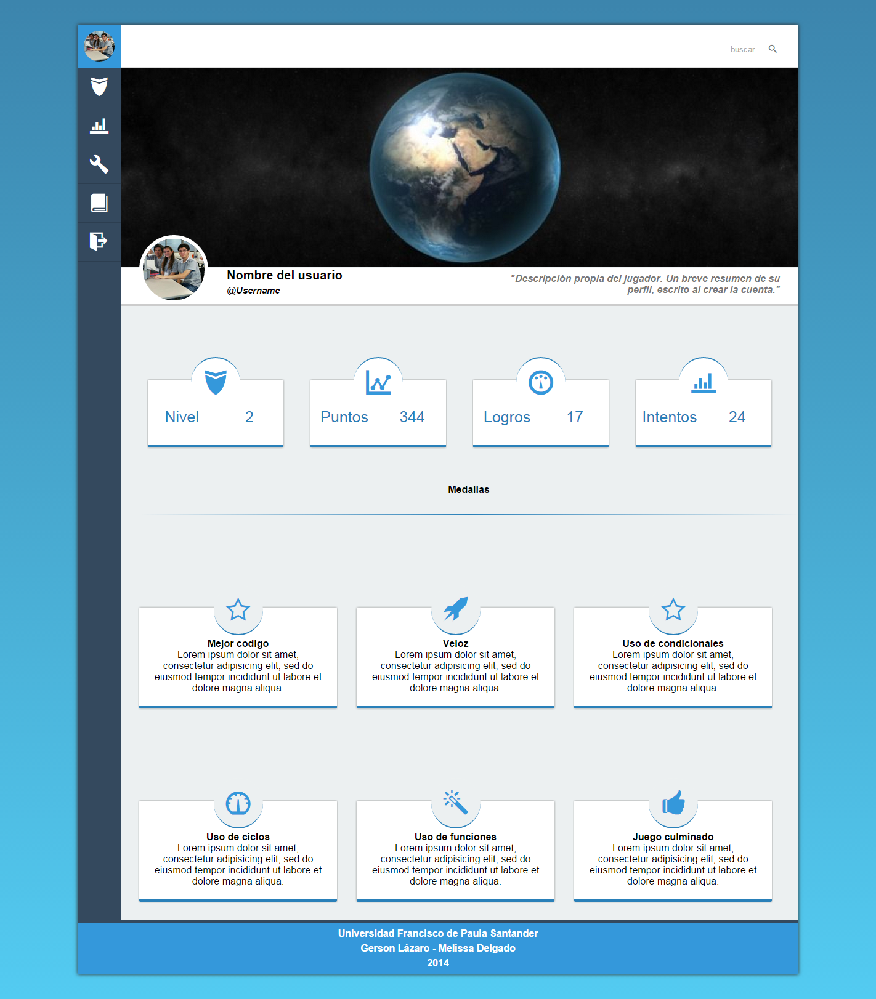 buscar
Nombre del usuario
@Username
"Descripción propia del jugador. Un breve resumen de su
perfil, escrito al crear la cuenta."
Nivel 2
Puntos 344
Logros 17
Intentos 24
Medallas
Mejor codigo
Lorem ipsum dolor sit amet,
consectetur adipisicing elit, sed do
eiusmod tempor incididunt ut labore et
dolore magna aliqua.
Veloz
Lorem ipsum dolor sit amet,
consectetur adipisicing elit, sed do
eiusmod tempor incididunt ut labore et
dolore magna aliqua.
Uso de condicionales
Lorem ipsum dolor sit amet,
consectetur adipisicing elit, sed do
eiusmod tempor incididunt ut labore et
dolore magna aliqua.
Uso de ciclos
Lorem ipsum dolor sit amet,
consectetur adipisicing elit, sed do
eiusmod tempor incididunt ut labore et
dolore magna aliqua.
Uso de funciones
Lorem ipsum dolor sit amet,
consectetur adipisicing elit, sed do
eiusmod tempor incididunt ut labore et
dolore magna aliqua.
Juego culminado
Lorem ipsum dolor sit amet,
consectetur adipisicing elit, sed do
eiusmod tempor incididunt ut labore et
dolore magna aliqua.
Universidad Francisco de Paula Santander
Gerson Lázaro - Melissa Delgado
2014